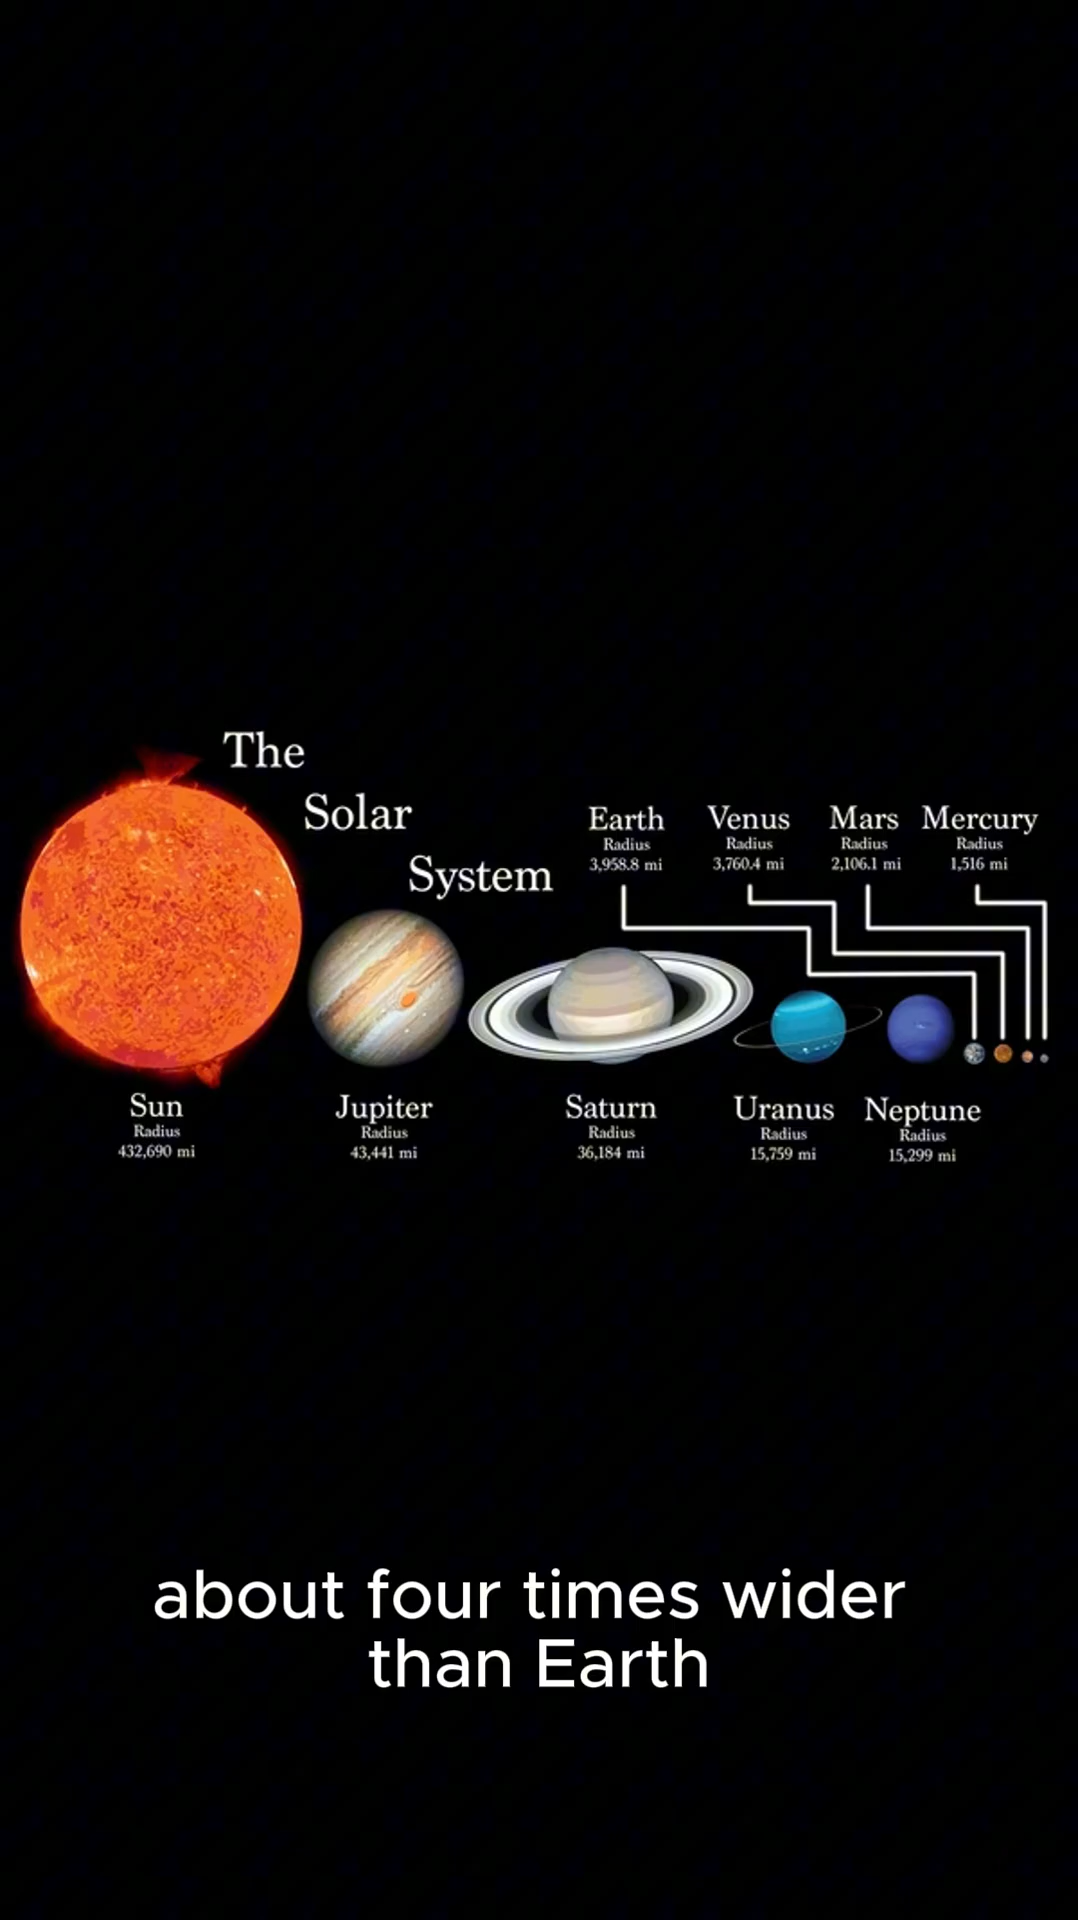 The
Solar
System
Earth
Radius
3,958.8 mi
Venus
Radius
3,760.4 mi
Mars
Radius
2,106.1 mi
Mercury
Radius
1,516 mi
Sun
Radius
432,690 mi
Jupiter
Radius
43,441 mi
Saturn
Radius
36,184 mi
Uranus
Radius
15,759 mi
Neptune
Radius
15,299 mi
about four times wider
than Earth